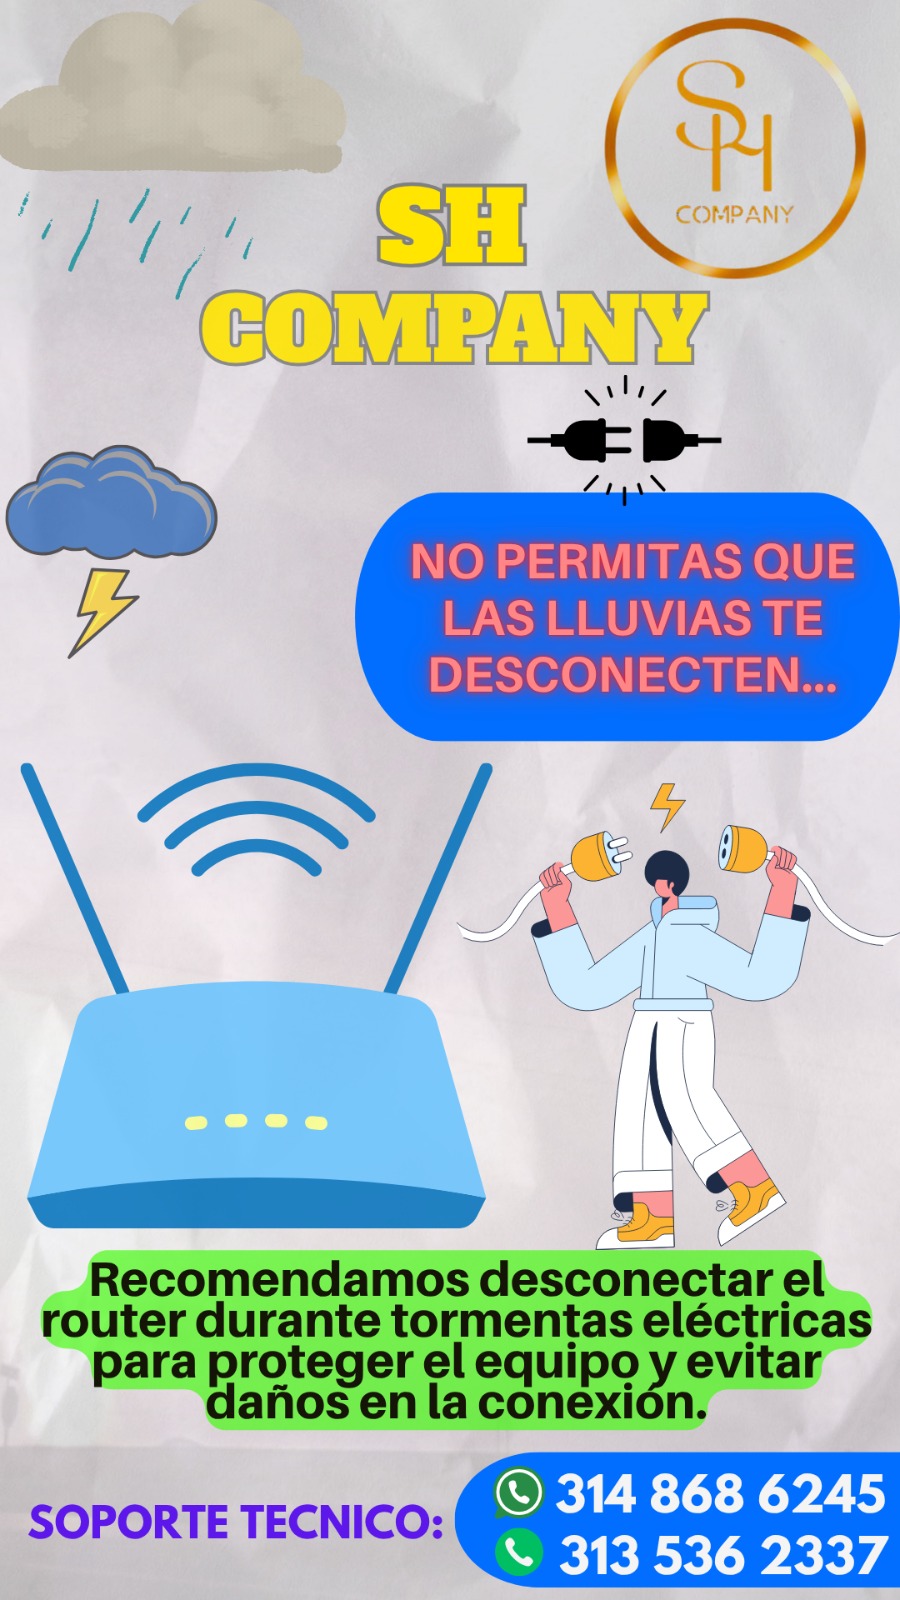 SH
COMPANY
SH
COMPANY
NO PERMITAS QUE
LAS LLUVIAS TE
DESCONECTEN...
Recomendamos desconectar el
router durante tormentas eléctricas
para proteger el equipo y evitar
daños en la conexión.
SOPORTE TECNICO:
314 868 6245
313 536 2337